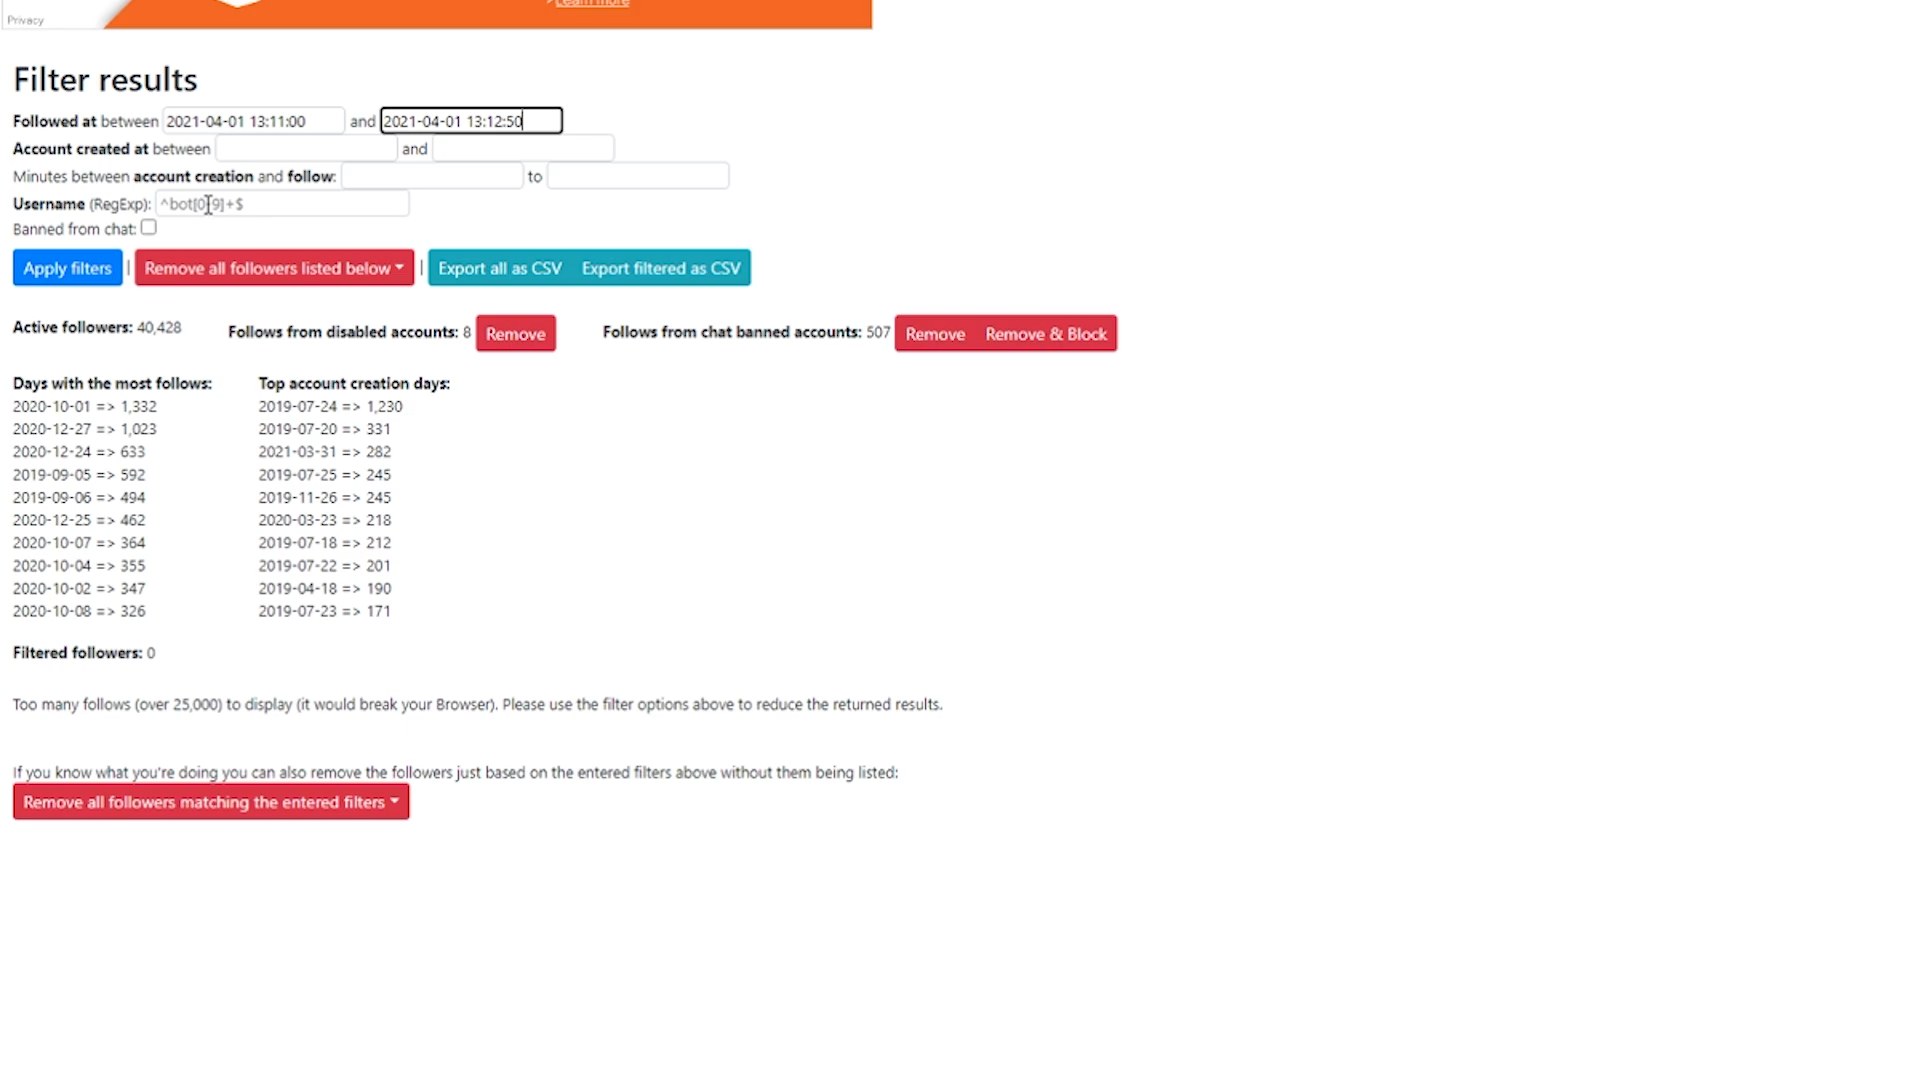 Privacy
Learn more
Filter results
Followed at between 2021-04-01 13:11:00 and 2021-04-01 13:12:50
Account created at between and
Minutes between account creation and follow: to
Username (RegExp): ^bot[0-9]+$
Banned from chat:
Apply filters | Remove all followers listed below | Export all as CSV Export filtered as CSV
Active followers: 40,428 Follows from disabled accounts: 8 Remove Follows from chat banned accounts: 507 Remove Remove & Block
Days with the most follows: Top account creation days:
2020-10-01 => 1,332 2019-07-24 => 1,230
2020-12-27 => 1,023 2019-07-20 => 331
2020-12-24 => 633 2021-03-31 => 282
2019-09-05 => 592 2019-07-25 => 245
2019-09-06 => 494 2019-11-26 => 245
2020-12-25 => 462 2020-03-23 => 218
2020-10-07 => 364 2019-07-18 => 212
2020-10-04 => 355 2019-07-22 => 201
2020-10-02 => 347 2019-04-18 => 190
2020-10-08 => 326 2019-07-23 => 171
Filtered followers: 0
Too many follows (over 25,000) to display (it would break your Browser). Please use the filter options above to reduce the returned results.
If you know what you're doing you can also remove the followers just based on the entered filters above without them being listed:
Remove all followers matching the entered filters